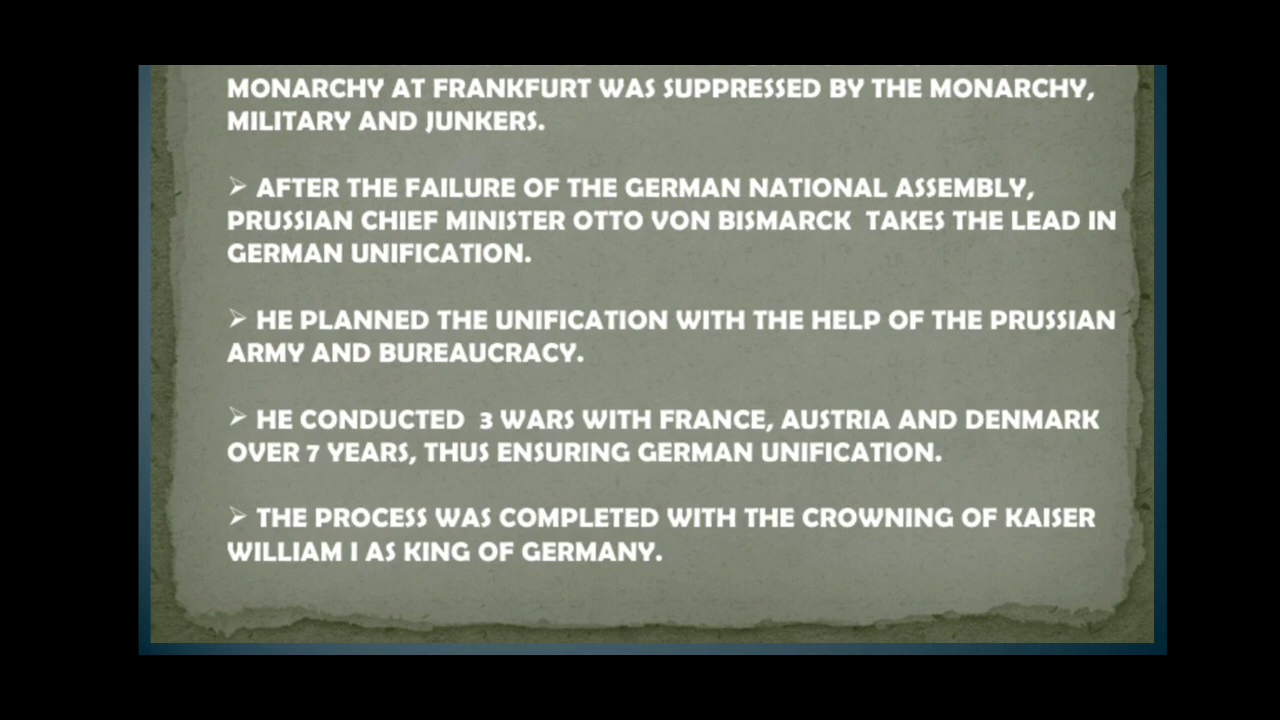 MONARCHY AT FRANKFURT WAS SUPPRESSED BY THE MONARCHY,
MILITARY AND JUNKERS.
➢ AFTER THE FAILURE OF THE GERMAN NATIONAL ASSEMBLY,
PRUSSIAN CHIEF MINISTER OTTO VON BISMARCK TAKES THE LEAD IN
GERMAN UNIFICATION.
➢ HE PLANNED THE UNIFICATION WITH THE HELP OF THE PRUSSIAN
ARMY AND BUREAUCRACY.
➢ HE CONDUCTED 3 WARS WITH FRANCE, AUSTRIA AND DENMARK
OVER 7 YEARS, THUS ENSURING GERMAN UNIFICATION.
➢ THE PROCESS WAS COMPLETED WITH THE CROWNING OF KAISER
WILLIAM I AS KING OF GERMANY.